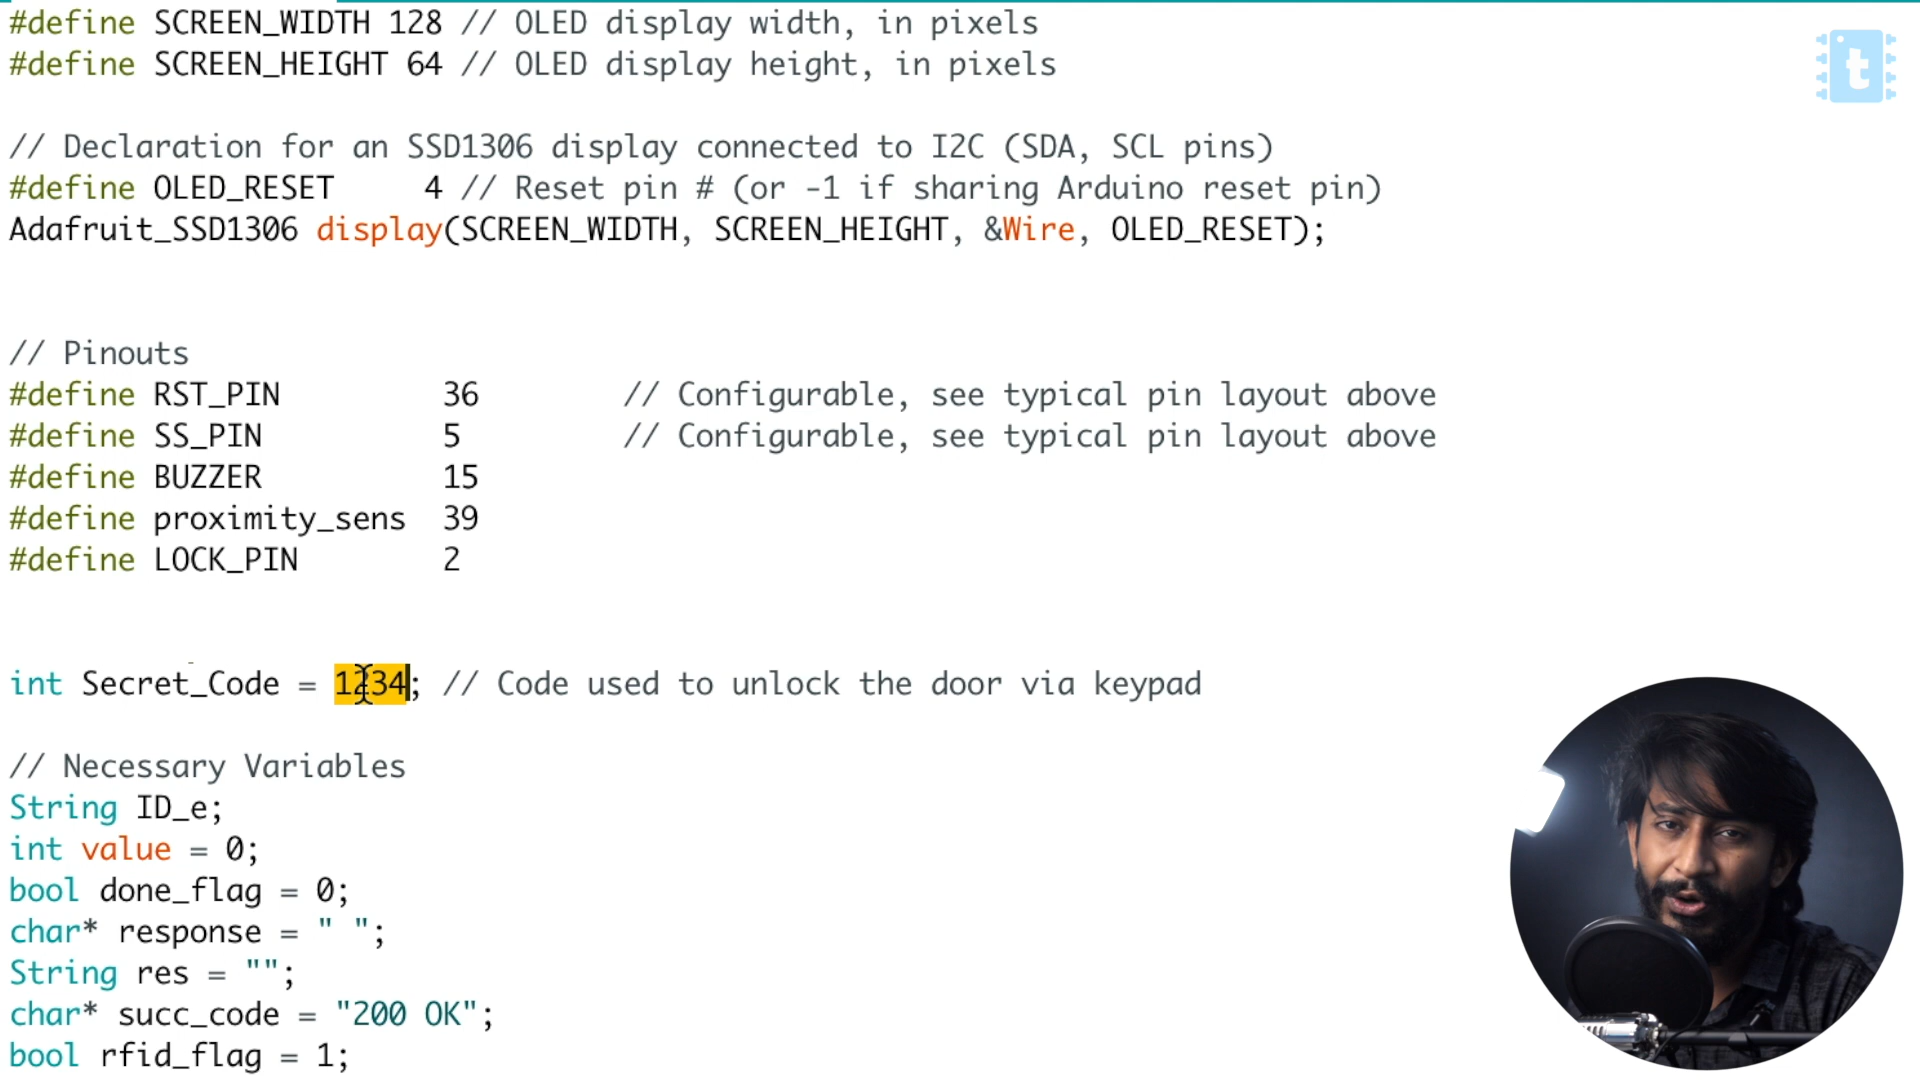 #define SCREEN_WIDTH 128 // OLED display width, in pixels
#define SCREEN_HEIGHT 64 // OLED display height, in pixels
// Declaration for an SSD1306 display connected to I2C (SDA, SCL pins)
#define OLED_RESET     4 // Reset pin # (or -1 if sharing Arduino reset pin)
Adafruit_SSD1306 display(SCREEN_WIDTH, SCREEN_HEIGHT, &Wire, OLED_RESET);
// Pinouts
#define RST_PIN         36        // Configurable, see typical pin layout above
#define SS_PIN          5         // Configurable, see typical pin layout above
#define BUZZER          15
#define proximity_sens  39
#define LOCK_PIN        2
int Secret_Code = 1234; // Code used to unlock the door via keypad
// Necessary Variables
String ID_e;
int value = 0;
bool done_flag = 0;
char* response = " ";
String res = "";
char* succ_code = "200 OK";
bool rfid_flag = 1;
t